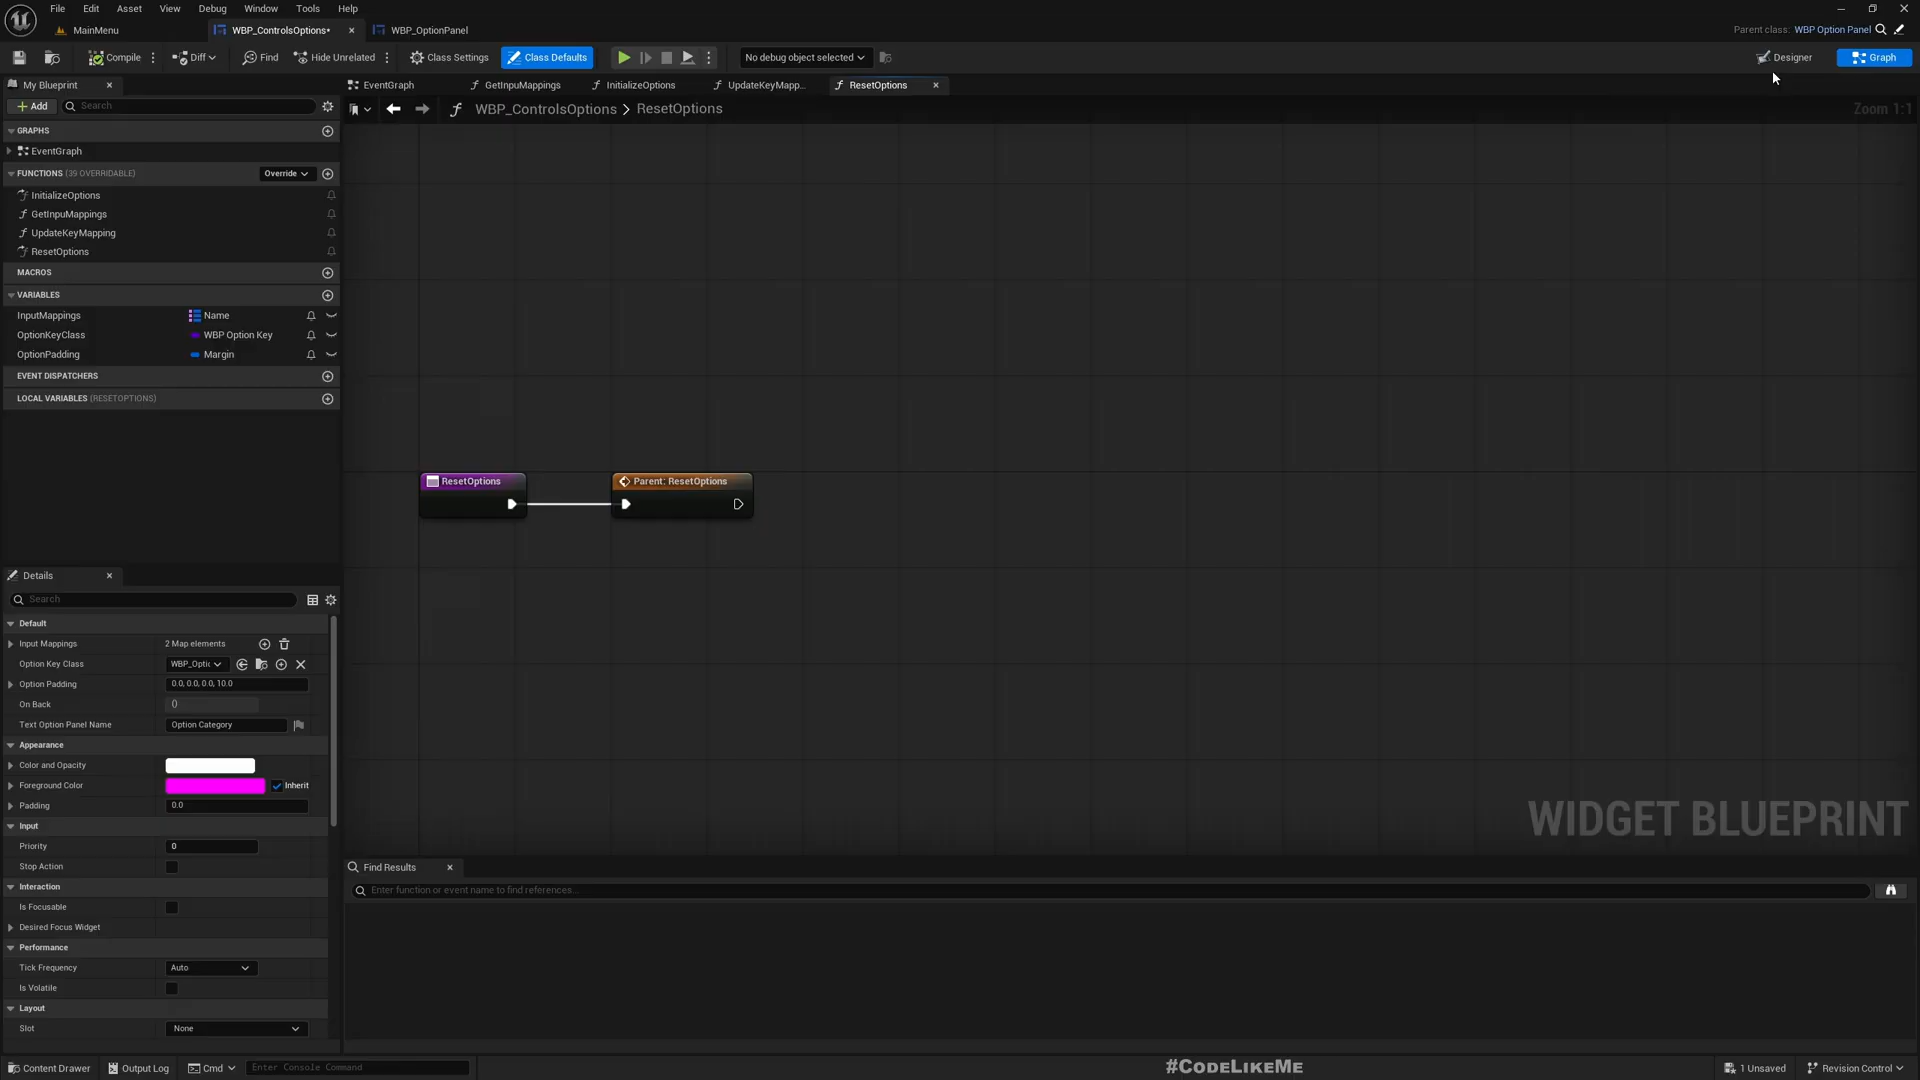 File Edit Asset View Debug Window Tools Help
MainMenu
WBP_ControlsOptions•
WBP_OptionPanel
Parent class: WBP Option Panel
Compile
Diff
Find
Hide Unrelated
Class Settings
Class Defaults
No debug object selected
Designer
Graph
My Blueprint
EventGraph
GetInpuMappings
InitializeOptions
UpdateKeyMapp...
ResetOptions
Add
Search
WBP_ControlsOptions > ResetOptions
Zoom 1:1
GRAPHS
EventGraph
FUNCTIONS (39 OVERRIDABLE)
Override
InitializeOptions
GetInpuMappings
UpdateKeyMapping
ResetOptions
MACROS
VARIABLES
InputMappings Name
OptionKeyClass WBP Option Key
OptionPadding Margin
EVENT DISPATCHERS
LOCAL VARIABLES (RESETOPTIONS)
ResetOptions
Parent: ResetOptions
Details
Search
Default
Input Mappings 2 Map elements
Option Key Class WBP_Optic
Option Padding 0.0, 0.0, 0.0, 10.0
On Back ()
Text Option Panel Name Option Category
Appearance
Color and Opacity
Foreground Color Inherit
Padding 0.0
Input
Priority 0
Stop Action
Interaction
Is Focusable
Desired Focus Widget
Performance
Tick Frequency Auto
Is Volatile
Layout
Slot None
WIDGET BLUEPRINT
Find Results
Enter function or event name to find references...
Content Drawer
Output Log
Cmd
Enter Console Command
#CodeLikeMe
1 Unsaved
Revision Control